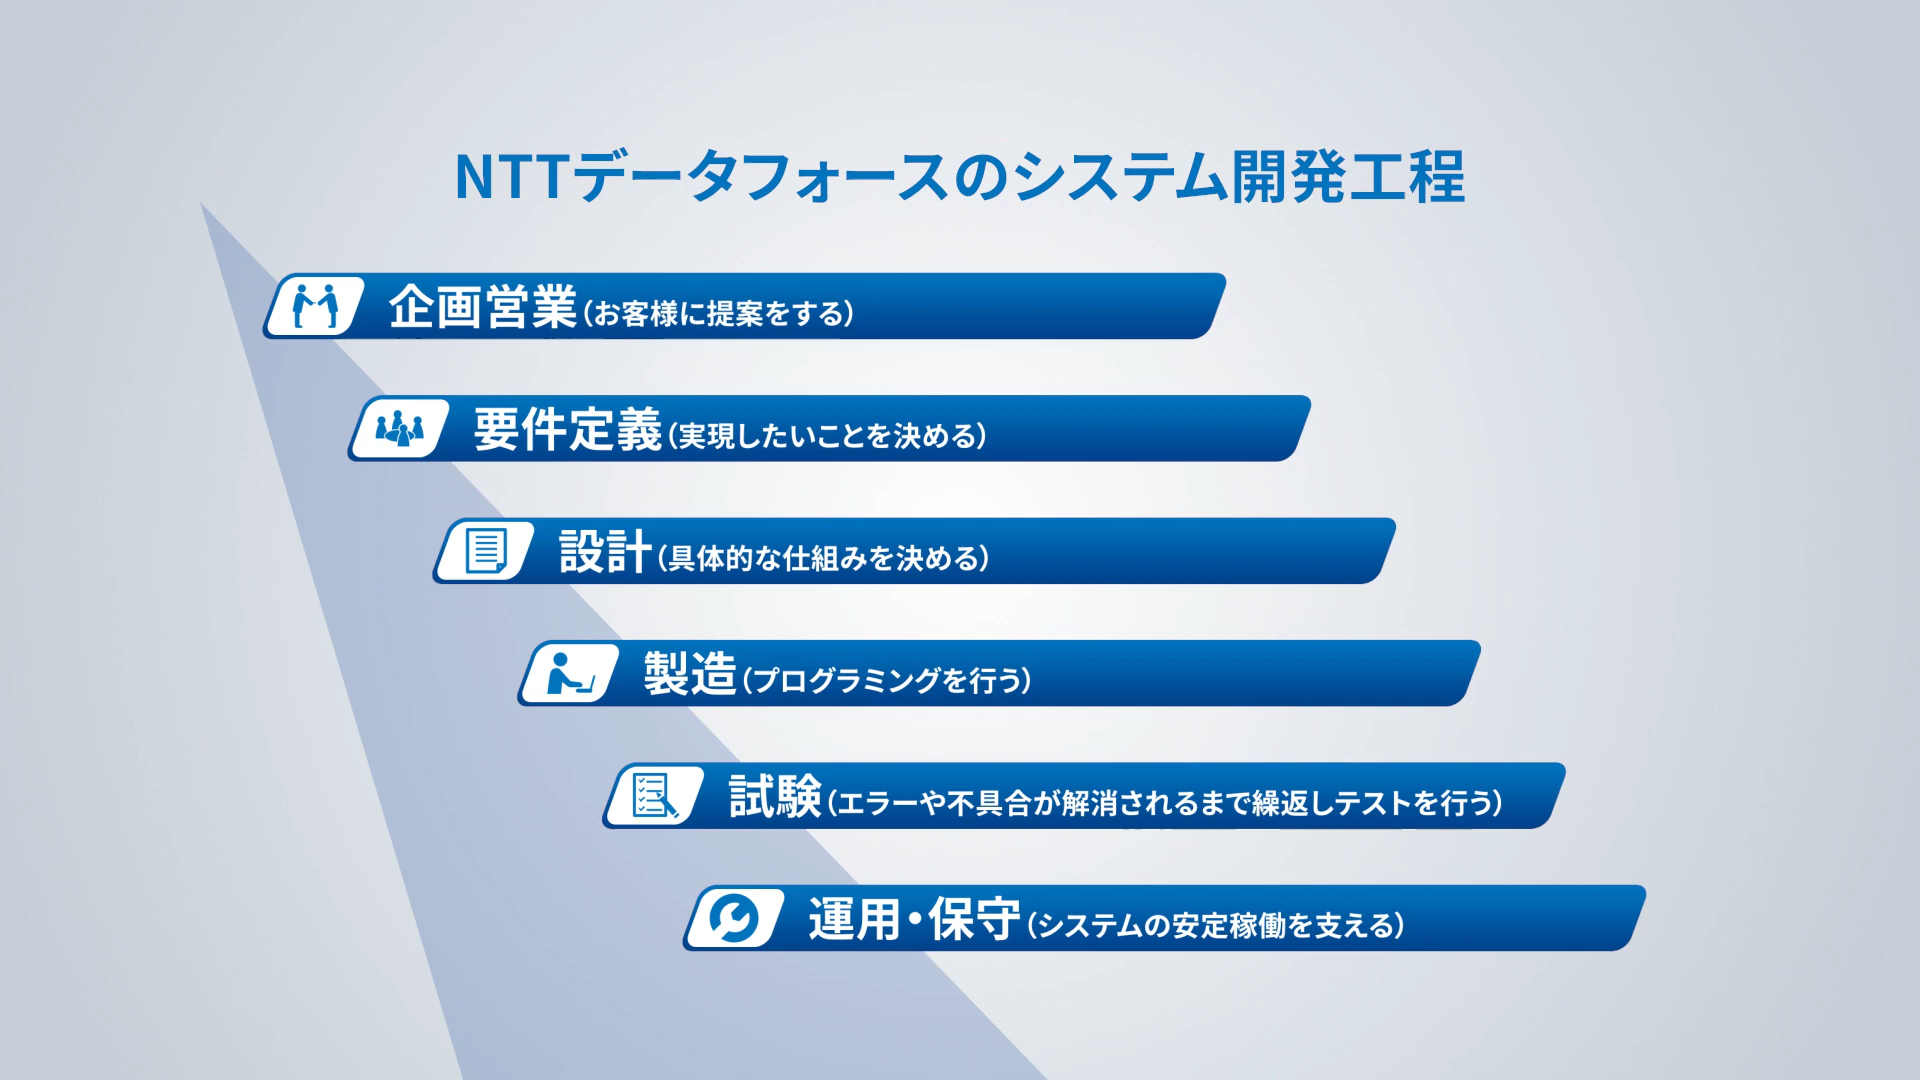 NTTデータフォースのシステム開発工程
企画営業(お客様に提案をする)
要件定義(実現したいことを決める)
設計(具体的な仕組みを決める)
製造(プログラミングを行う)
試験(エラーや不具合が解消されるまで繰返しテストを行う)
運用・保守(システムの安定稼働を支える)